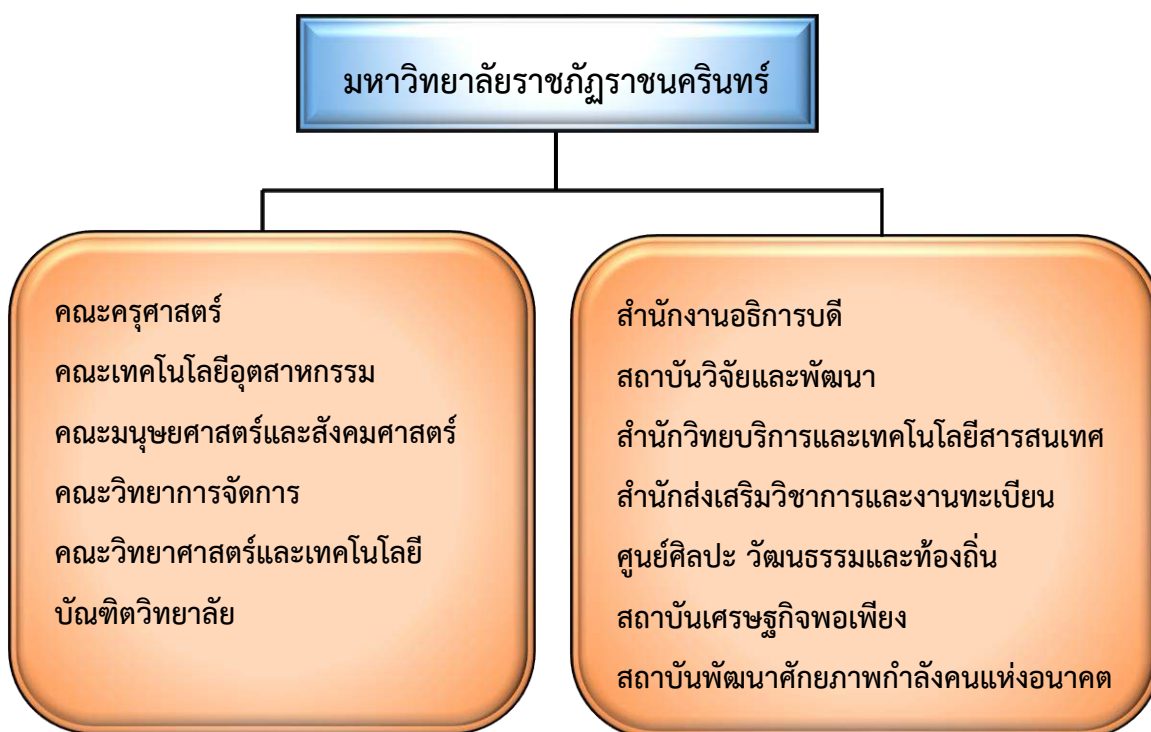 มหาวิทยาลัยราชภัฏราชนครินทร์
คณะครุศาสตร์
คณะเทคโนโลยีอุตสาหกรรม
คณะมนุษยศาสตร์และสังคมศาสตร์
คณะวิทยาการจัดการ
คณะวิทยาศาสตร์และเทคโนโลยี
บัณฑิตวิทยาลัย
สำนักงานอธิการบดี
สถาบันวิจัยและพัฒนา
สำนักวิทยบริการและเทคโนโลยีสารสนเทศ
สำนักส่งเสริมวิชาการและงานทะเบียน
ศูนย์ศิลปะ วัฒนธรรมและท้องถิ่น
สถาบันเศรษฐกิจพอเพียง
สถาบันพัฒนาศักยภาพกำลังคนแห่งอนาคต